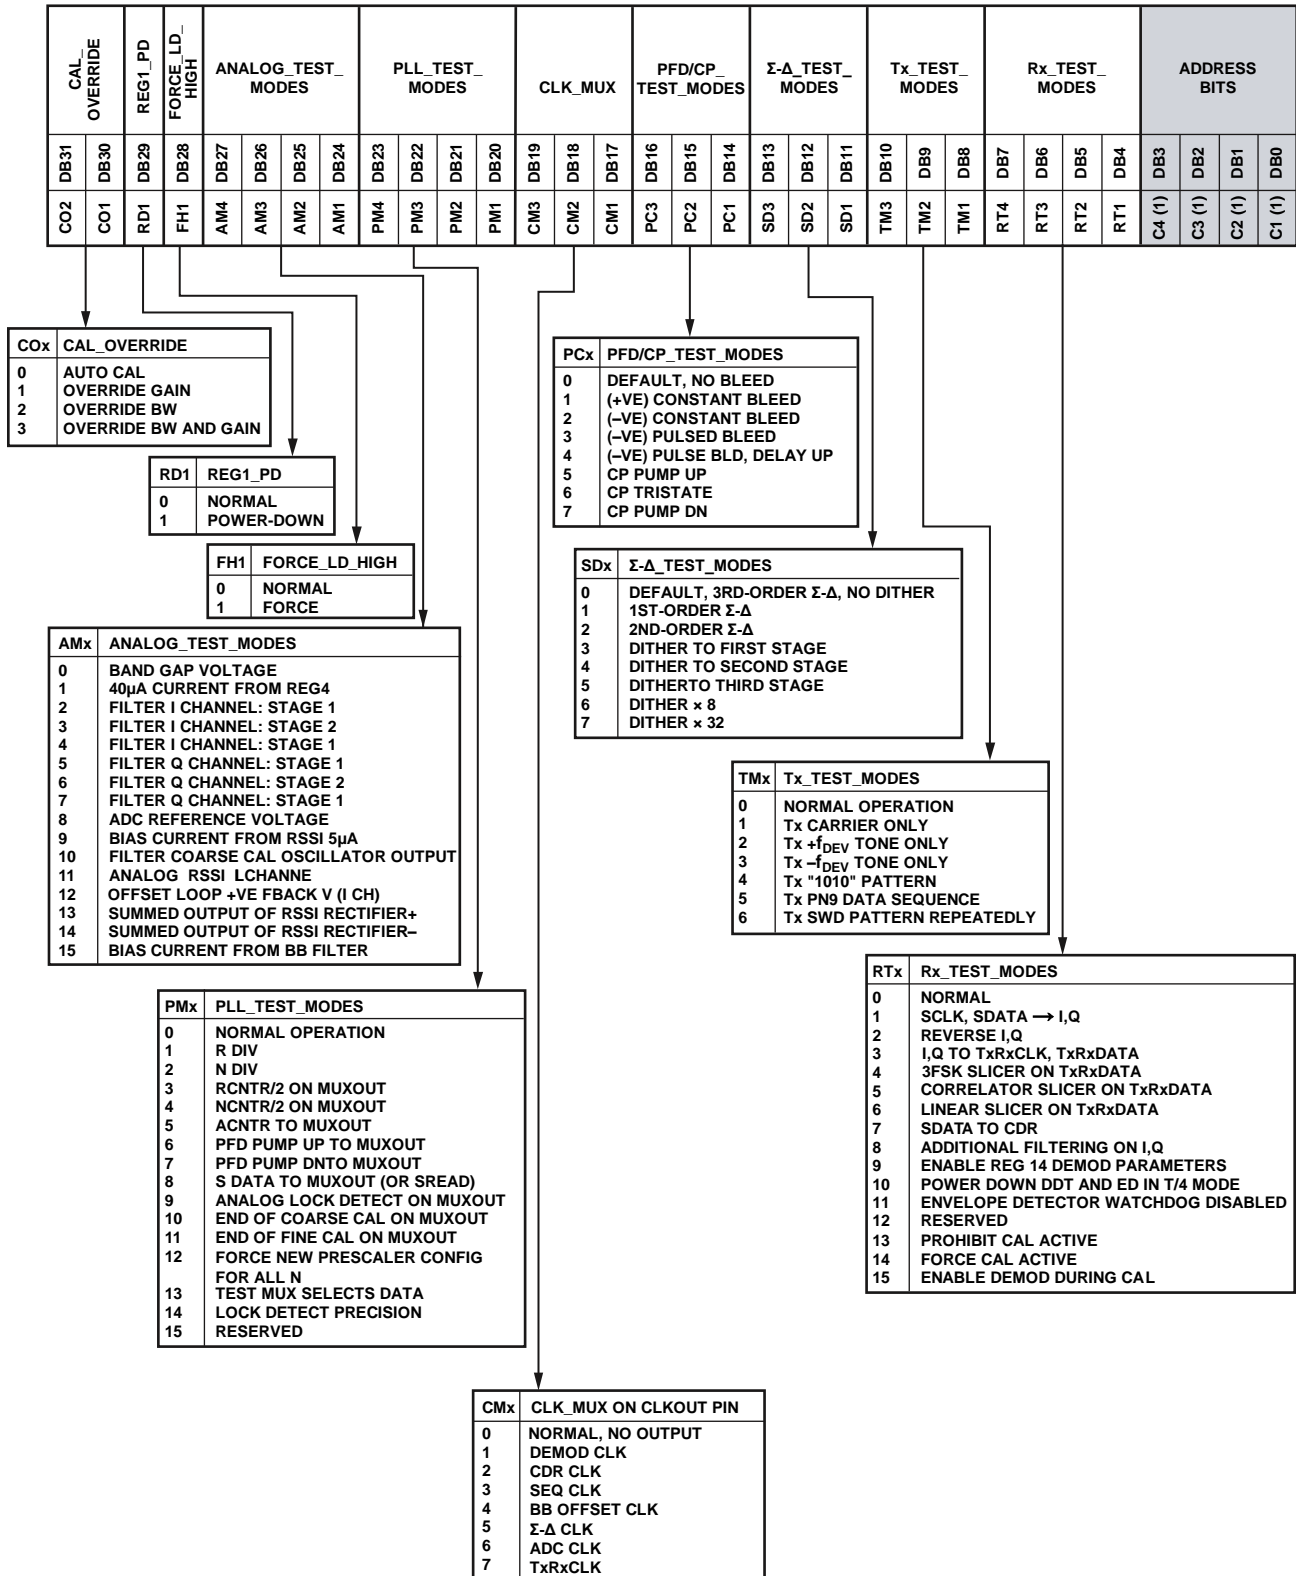 CAL_
OVERRIDE
REG1_PD
FORCE_LD_
HIGH
ANALOG_TEST_
MODES
PLL_TEST_
MODES
CLK_MUX
PFD/CP_
TEST_MODES
Σ-Δ_TEST_
MODES
Tx_TEST_
MODES
Rx_TEST_
MODES
ADDRESS
BITS
DB31 DB30 DB29 DB28 DB27 DB26 DB25 DB24 DB23 DB22 DB21 DB20 DB19 DB18 DB17 DB16 DB15 DB14 DB13 DB12 DB11 DB10 DB9 DB8 DB7 DB6 DB5 DB4 DB3 DB2 DB1 DB0
CO2 CO1 RD1 FH1 AM4 AM3 AM2 AM1 PM4 PM3 PM2 PM1 CM3 CM2 CM1 PC3 PC2 PC1 SD3 SD2 SD1 TM3 TM2 TM1 RT4 RT3 RT2 RT1 C4 (1) C3 (1) C2 (1) C1 (1)
COx CAL_OVERRIDE
0 AUTO CAL
1 OVERRIDE GAIN
2 OVERRIDE BW
3 OVERRIDE BW AND GAIN
RD1 REG1_PD
0 NORMAL
1 POWER-DOWN
FH1 FORCE_LD_HIGH
0 NORMAL
1 FORCE
AMx ANALOG_TEST_MODES
0 BAND GAP VOLTAGE
1 40µA CURRENT FROM REG4
2 FILTER I CHANNEL: STAGE 1
3 FILTER I CHANNEL: STAGE 2
4 FILTER I CHANNEL: STAGE 1
5 FILTER Q CHANNEL: STAGE 1
6 FILTER Q CHANNEL: STAGE 2
7 FILTER Q CHANNEL: STAGE 1
8 ADC REFERENCE VOLTAGE
9 BIAS CURRENT FROM RSSI 5µA
10 FILTER COARSE CAL OSCILLATOR OUTPUT
11 ANALOG RSSI I.CHANNE
12 OFFSET LOOP +VE FBACK V (I CH)
13 SUMMED OUTPUT OF RSSI RECTIFIER+
14 SUMMED OUTPUT OF RSSI RECTIFIER–
15 BIAS CURRENT FROM BB FILTER
PMx PLL_TEST_MODES
0 NORMAL OPERATION
1 R DIV
2 N DIV
3 RCNTR/2 ON MUXOUT
4 NCNTR/2 ON MUXOUT
5 ACNTR TO MUXOUT
6 PFD PUMP UP TO MUXOUT
7 PFD PUMP DNTO MUXOUT
8 S DATA TO MUXOUT (OR SREAD)
9 ANALOG LOCK DETECT ON MUXOUT
10 END OF COARSE CAL ON MUXOUT
11 END OF FINE CAL ON MUXOUT
12 FORCE NEW PRESCALER CONFIG
FOR ALL N
13 TEST MUX SELECTS DATA
14 LOCK DETECT PRECISION
15 RESERVED
CMx CLK_MUX ON CLKOUT PIN
0 NORMAL, NO OUTPUT
1 DEMOD CLK
2 CDR CLK
3 SEQ CLK
4 BB OFFSET CLK
5 Σ-Δ CLK
6 ADC CLK
7 TxRxCLK
PCx PFD/CP_TEST_MODES
0 DEFAULT, NO BLEED
1 (+VE) CONSTANT BLEED
2 (–VE) CONSTANT BLEED
3 (–VE) PULSED BLEED
4 (–VE) PULSE BLD, DELAY UP
5 CP PUMP UP
6 CP TRISTATE
7 CP PUMP DN
SDx Σ-Δ_TEST_MODES
0 DEFAULT, 3RD-ORDER Σ-Δ, NO DITHER
1 1ST-ORDER Σ-Δ
2 2ND-ORDER Σ-Δ
3 DITHER TO FIRST STAGE
4 DITHER TO SECOND STAGE
5 DITHERTO THIRD STAGE
6 DITHER × 8
7 DITHER × 32
TMx Tx_TEST_MODES
0 NORMAL OPERATION
1 Tx CARRIER ONLY
2 Tx +fDEV TONE ONLY
3 Tx –fDEV TONE ONLY
4 Tx "1010" PATTERN
5 Tx PN9 DATA SEQUENCE
6 Tx SWD PATTERN REPEATEDLY
RTx Rx_TEST_MODES
0 NORMAL
1 SCLK, SDATA → I,Q
2 REVERSE I,Q
3 I,Q TO TxRxCLK, TxRxDATA
4 3FSK SLICER ON TxRxDATA
5 CORRELATOR SLICER ON TxRxDATA
6 LINEAR SLICER ON TxRxDATA
7 SDATA TO CDR
8 ADDITIONAL FILTERING ON I,Q
9 ENABLE REG 14 DEMOD PARAMETERS
10 POWER DOWN DDT AND ED IN T/4 MODE
11 ENVELOPE DETECTOR WATCHDOG DISABLED
12 RESERVED
13 PROHIBIT CAL ACTIVE
14 FORCE CAL ACTIVE
15 ENABLE DEMOD DURING CAL